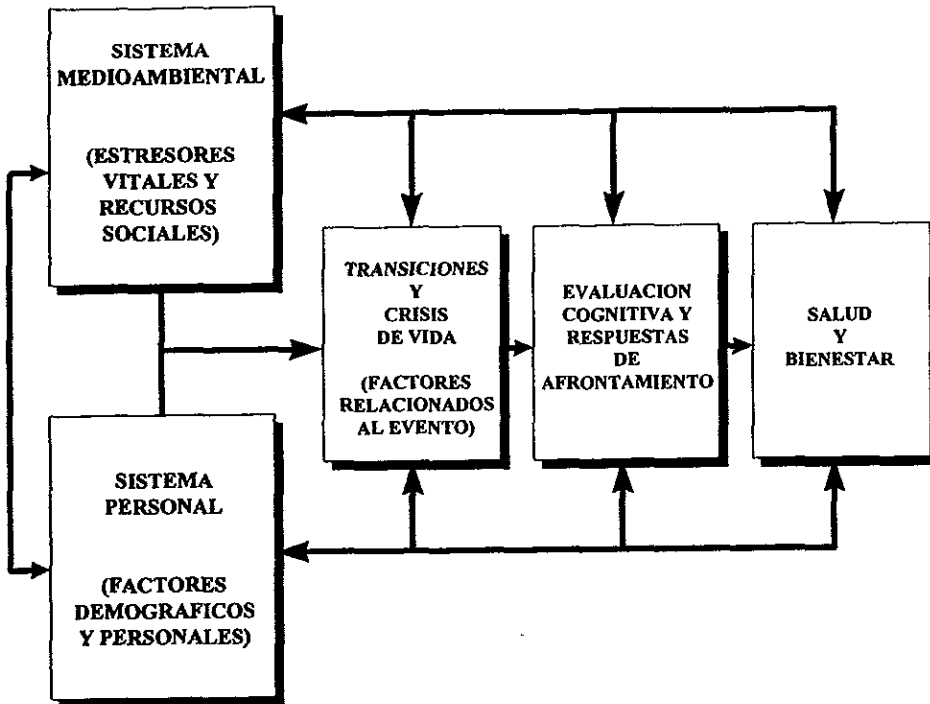 SISTEMA
MEDIOAMBIENTAL
(ESTRESORES
VITALES Y
RECURSOS
SOCIALES)
TRANSICIONES
Y
CRISIS
DE VIDA
(FACTORES
RELACIONADOS
AL EVENTO)
EVALUACION
COGNITIVA Y
RESPUESTAS
DE
AFRONTAMIENTO
SALUD
Y
BIENESTAR
SISTEMA
PERSONAL
(FACTORES
DEMOGRAFICOS
Y PERSONALES)